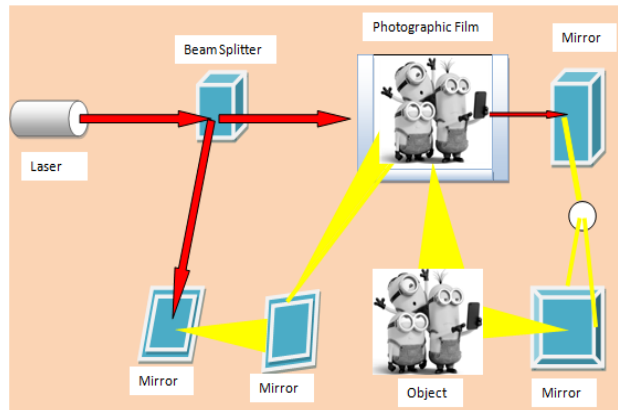 Photographic Film
Mirror
Beam Splitter
Laser
Mirror
Mirror
Object
Mirror